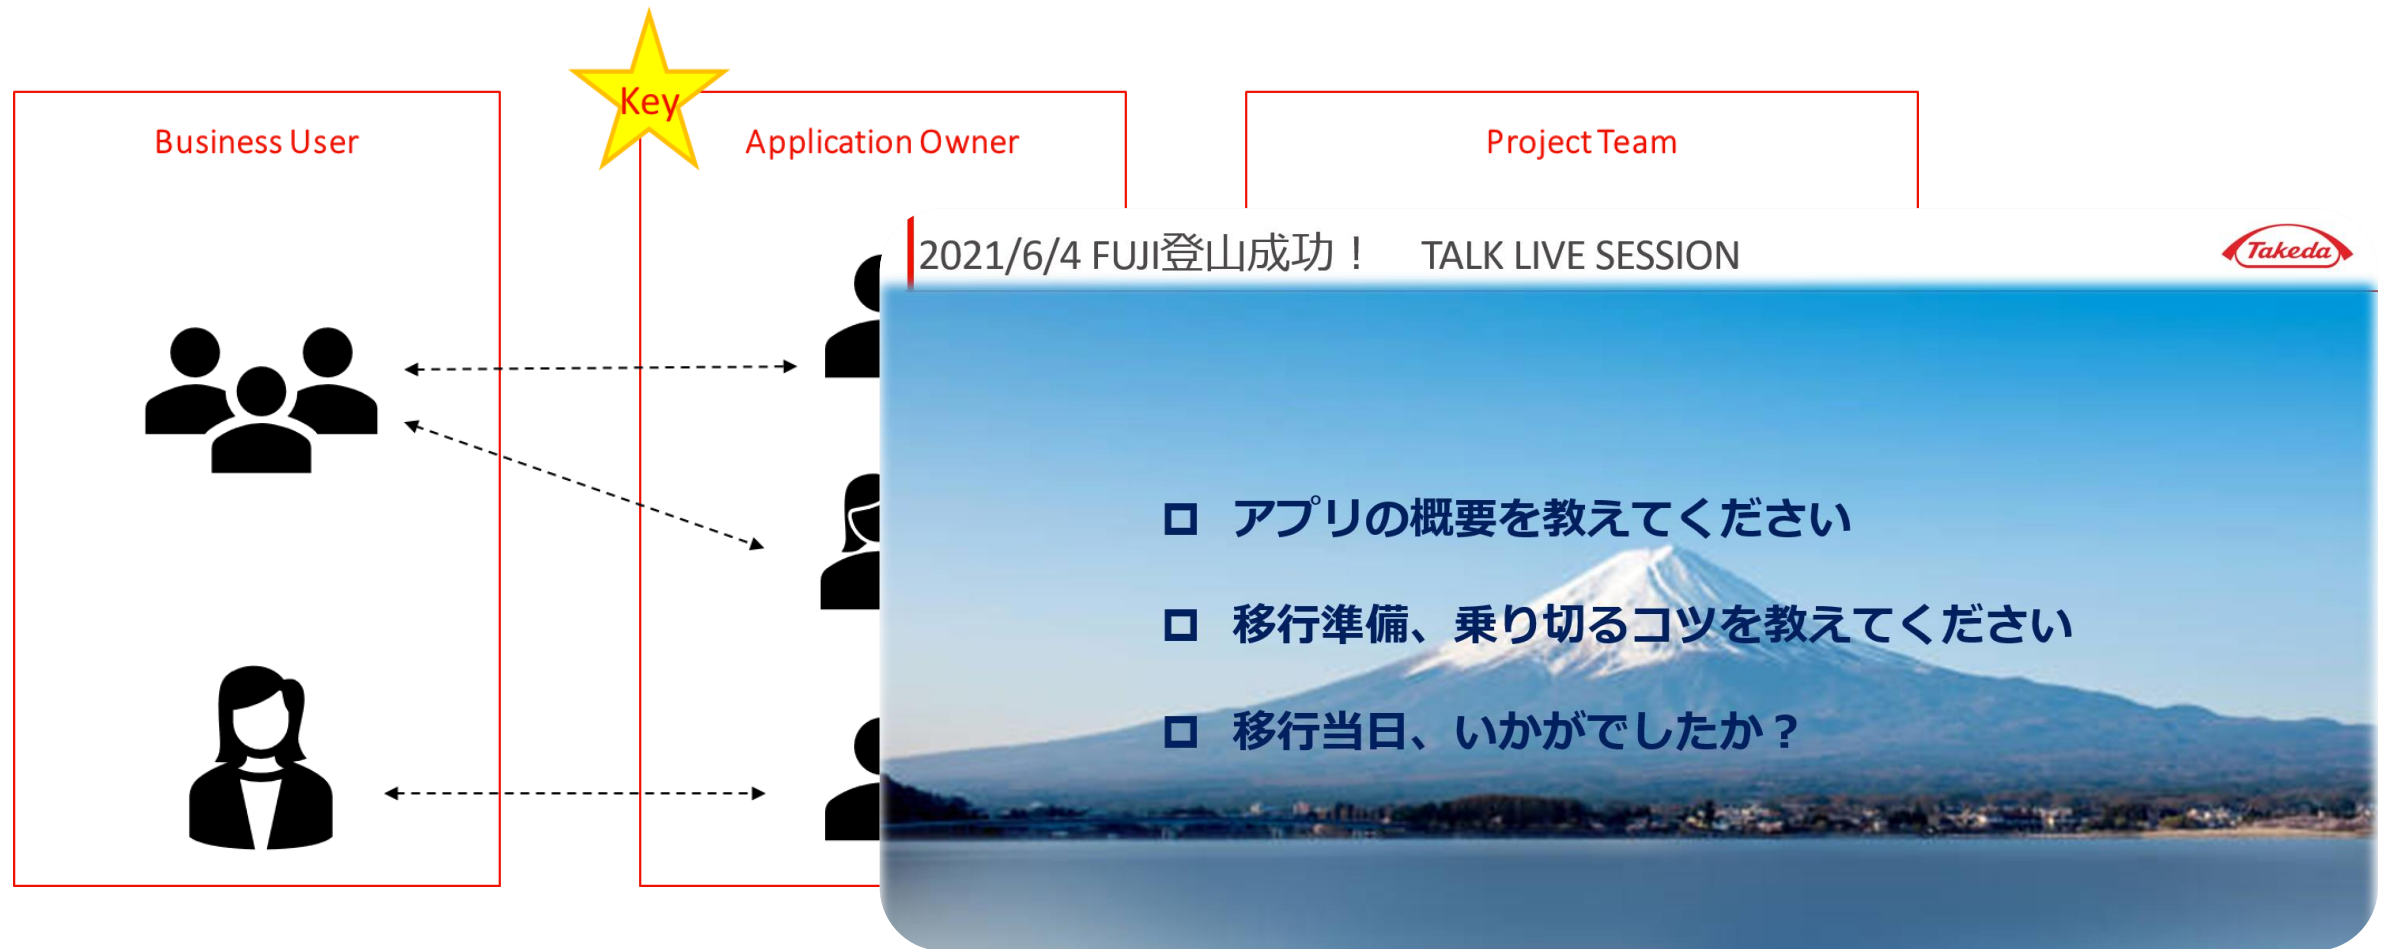 Key
Business User
Application Owner
Project Team
2021/6/4 FUJI登山成功！　TALK LIVE SESSION
Takeda
アプリの概要を教えてください
移行準備、乗り切るコツを教えてください
移行当日、いかがでしたか？